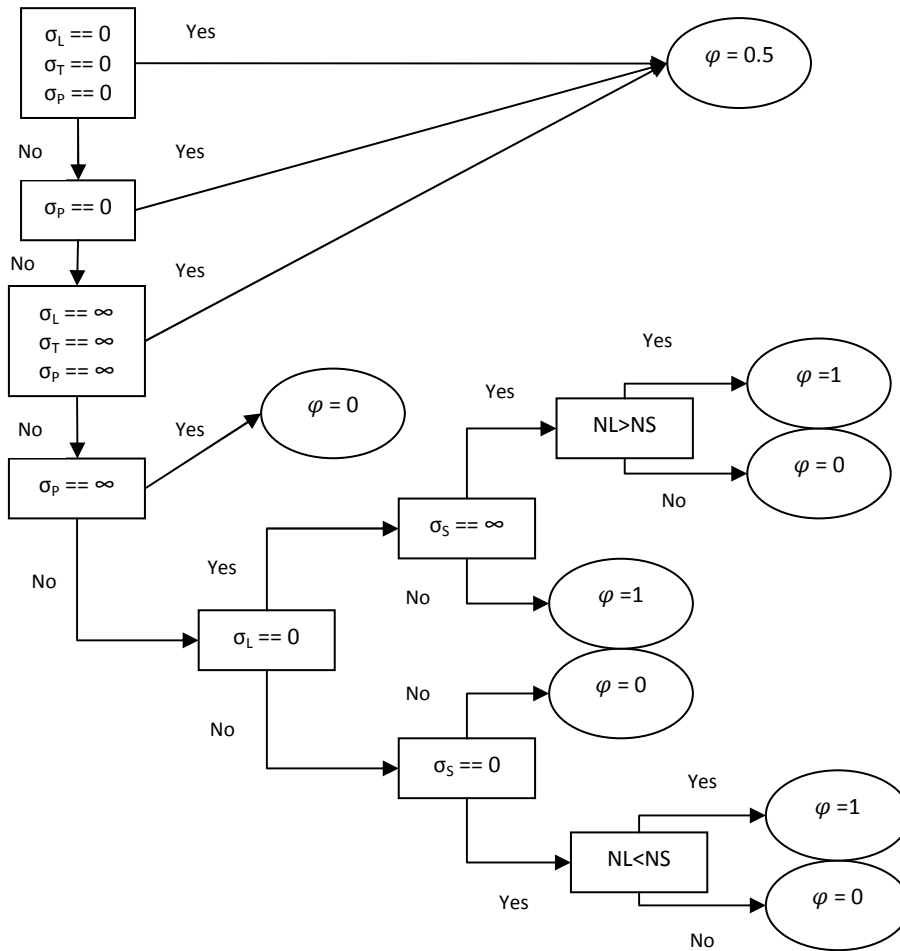 σL == 0
σT == 0
σP == 0
Yes
φ = 0.5
No
Yes
σP == 0
No
Yes
σL == ∞
σT == ∞
σP == ∞
No
Yes
φ = 0
σP == ∞
No
Yes
σL == 0
No
Yes
σS == ∞
No
φ =1
Yes
NL>NS
Yes
φ =1
No
φ = 0
No
φ = 0
σS == 0
Yes
NL<NS
Yes
φ =1
No
φ = 0